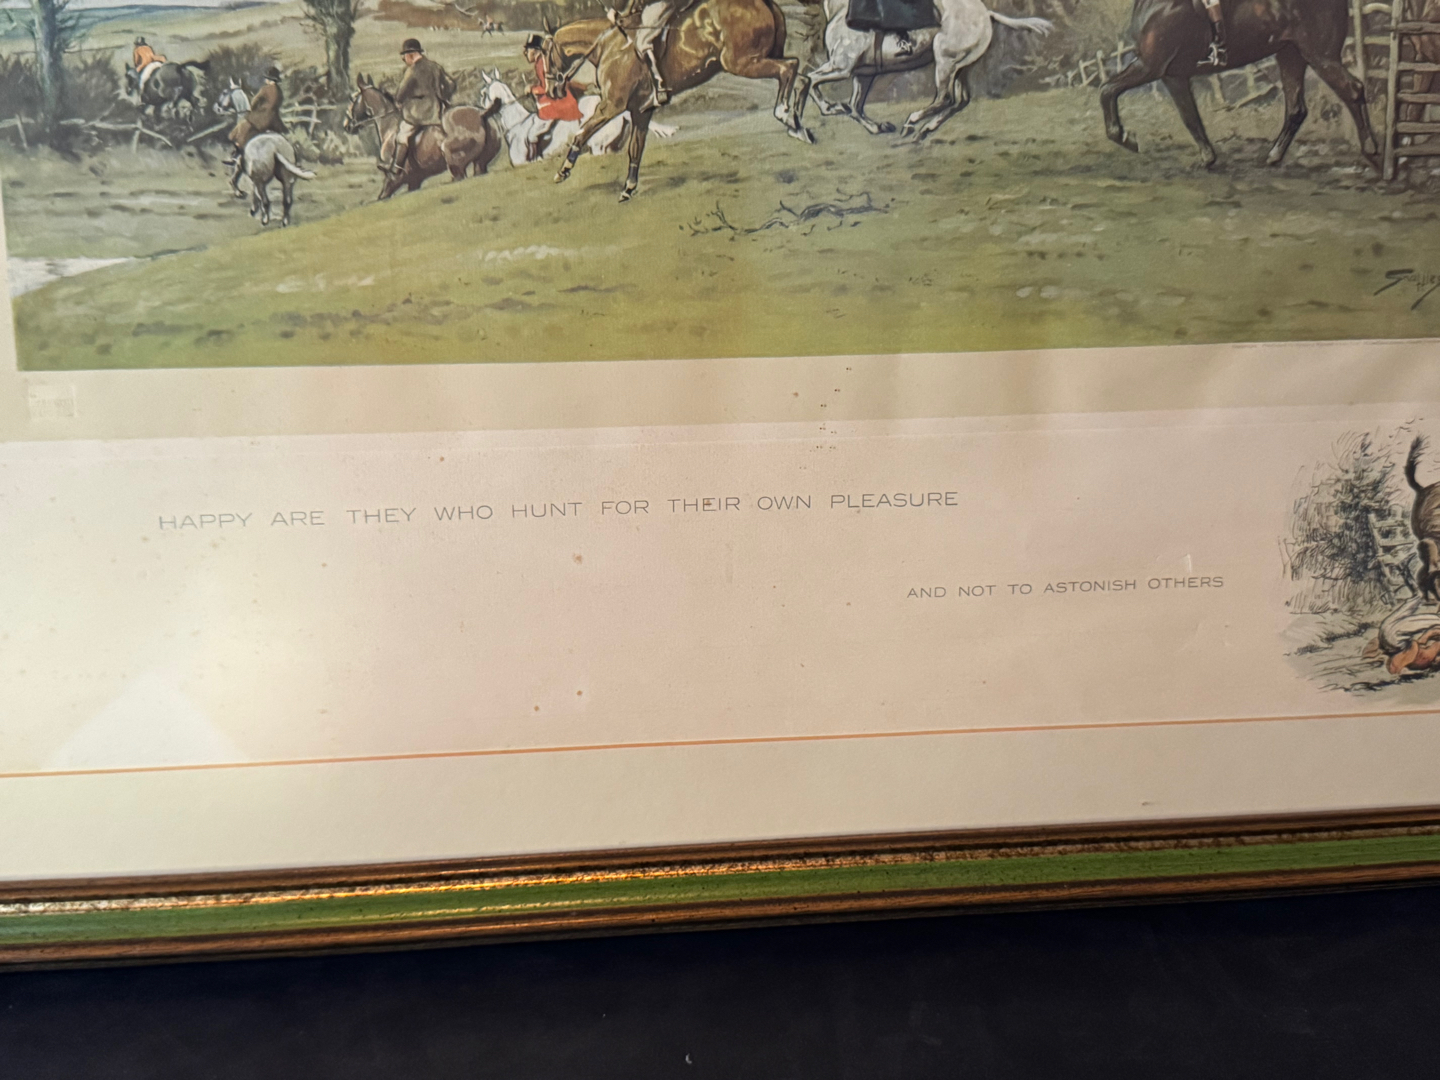 HAPPY ARE THEY WHO HUNT FOR THEIR OWN PLEASURE
AND NOT TO ASTONISH OTHERS